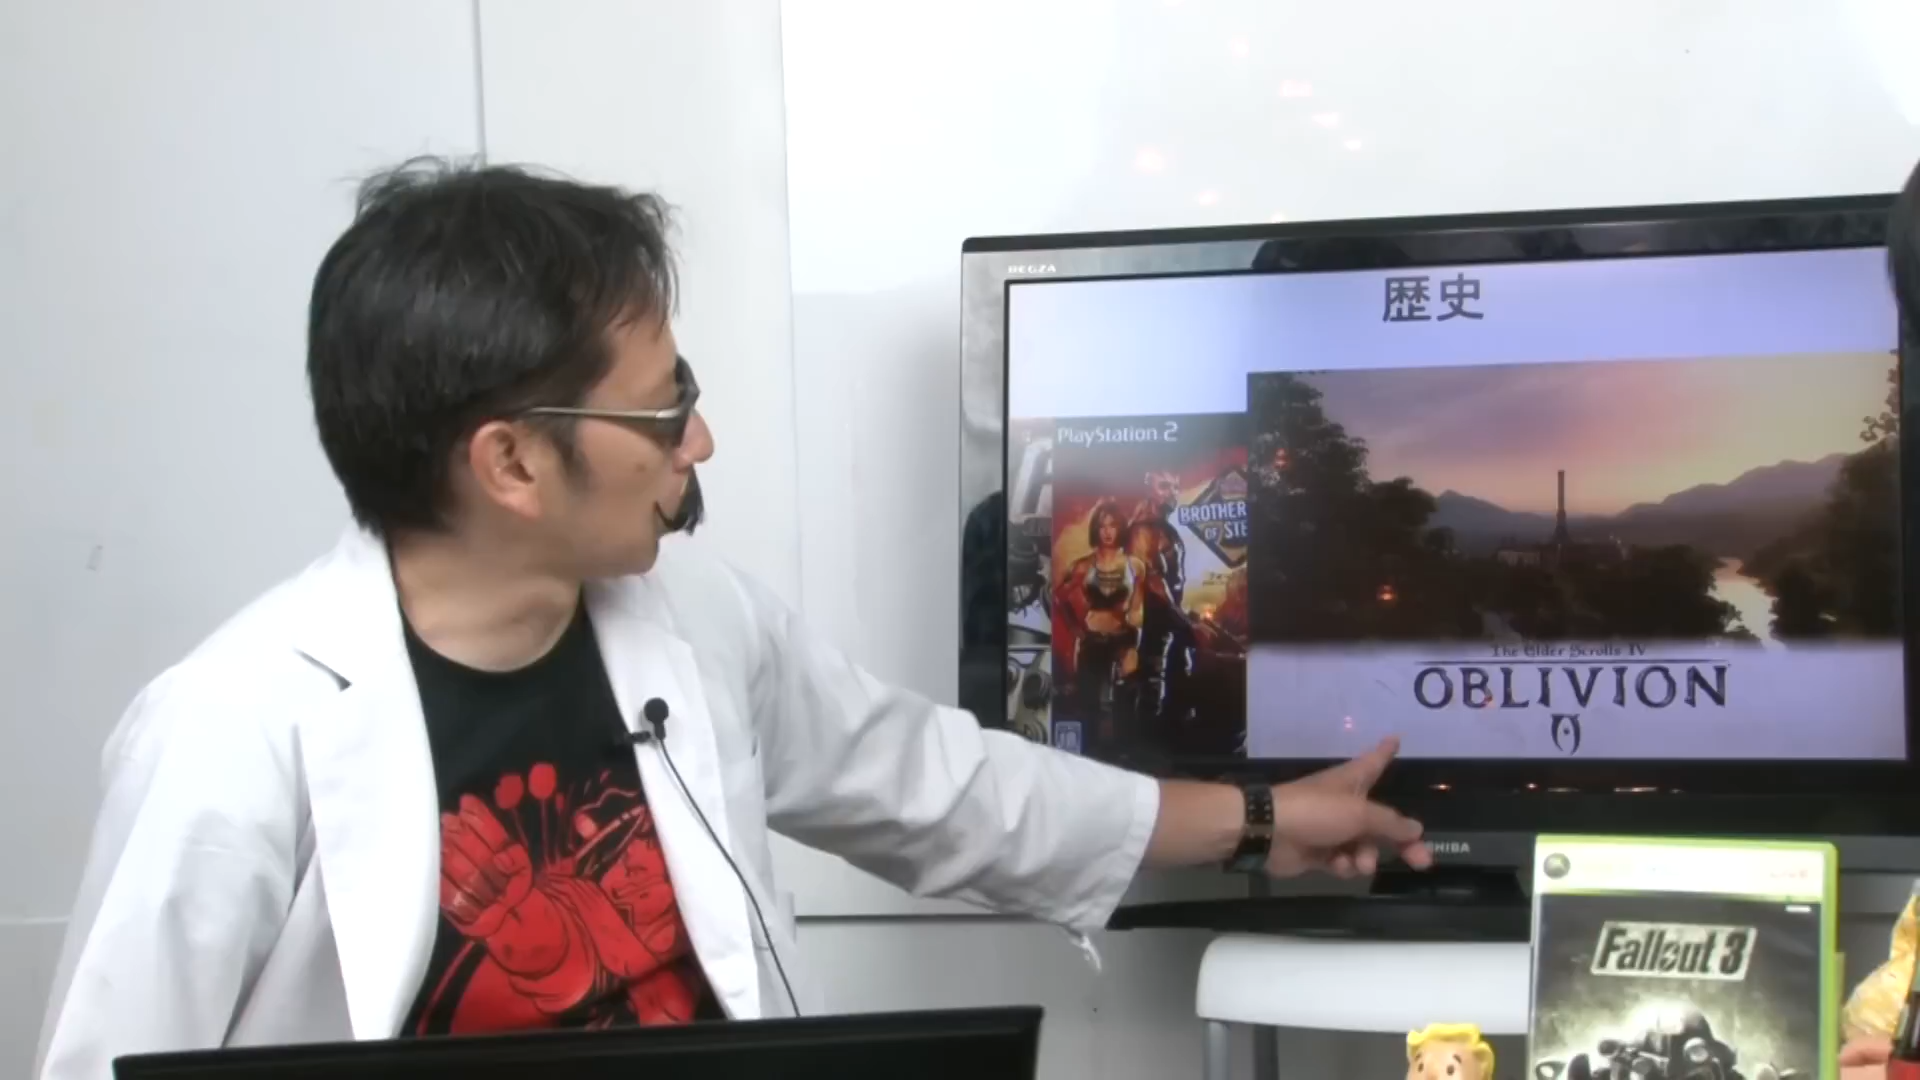 REGZA
歴史
PlayStation 2
BROTHER
OF STE
The Elder Scrolls IV
OBLIVION
SHIBA
Fallout 3